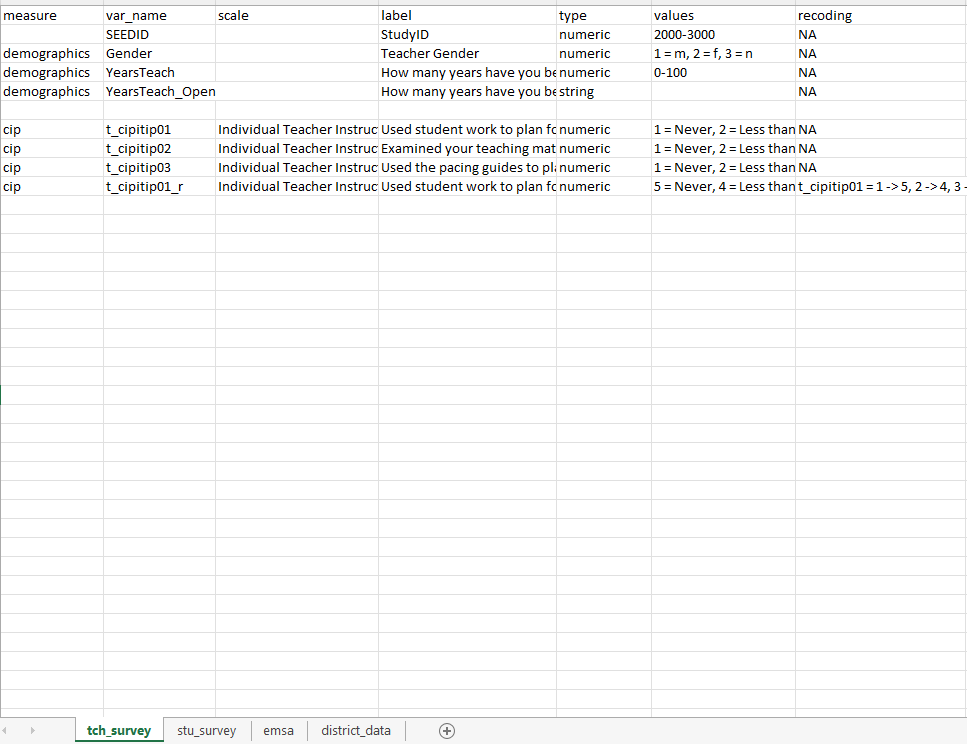 measure var_name scale label type values recoding
SEEDID StudyID numeric 2000-3000 NA
demographics Gender Teacher Gender numeric 1 = m, 2 = f, 3 = n NA
demographics YearsTeach How many years have you be numeric 0-100 NA
demographics YearsTeach_Open How many years have you be string NA
cip t_cipitip01 Individual Teacher Instruc Used student work to plan fo numeric 1 = Never, 2 = Less than NA
cip t_cipitip02 Individual Teacher Instruc Examined your teaching mat numeric 1 = Never, 2 = Less than NA
cip t_cipitip03 Individual Teacher Instruc Used the pacing guides to pl numeric 1 = Never, 2 = Less than NA
cip t_cipitip01_r Individual Teacher Instruc Used student work to plan fo numeric 5 = Never, 4 = Less than t_cipitip01 = 1 -> 5, 2 -> 4, 3 -
tch_survey stu_survey emsa district_data